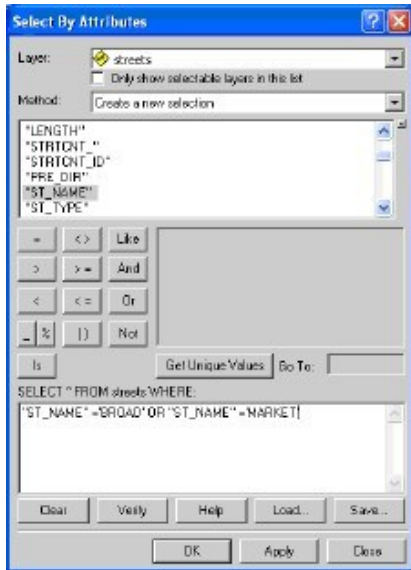 Select By Attributes
Layer: streets
Only show selectable layers in this list
Method: Create a new selection
"LENGTH"
"STRTCNT_"
"STRTCNT_ID"
"PRE_DIR"
"ST_NAME"
"ST_TYPE"
= <> Like
> >= And
< <= Or
_ % () Not
Is Get Unique Values Go To:
SELECT * FROM streets WHERE:
"ST_NAME" ='BROAD' OR "ST_NAME" ='MARKET'
Clear Verify Help Load... Save...
OK Apply Close